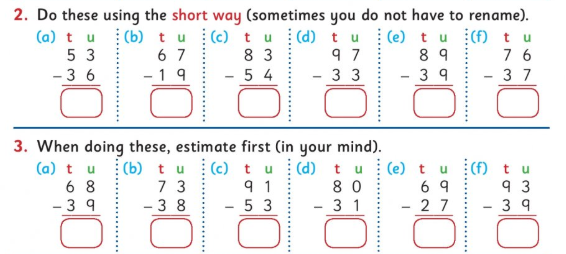 2. Do these using the short way (sometimes you do not have to rename).
(a) t u (b) t u (c) t u (d) t u (e) t u (f) t u
5 3 6 7 8 3 9 7 8 9 7 6
– 3 6 – 1 9 – 5 4 – 3 3 – 3 9 – 3 7
3. When doing these, estimate first (in your mind).
(a) t u (b) t u (c) t u (d) t u (e) t u (f) t u
6 8 7 3 9 1 8 0 6 9 9 3
– 3 9 – 3 8 – 5 3 – 3 1 – 2 7 – 3 9